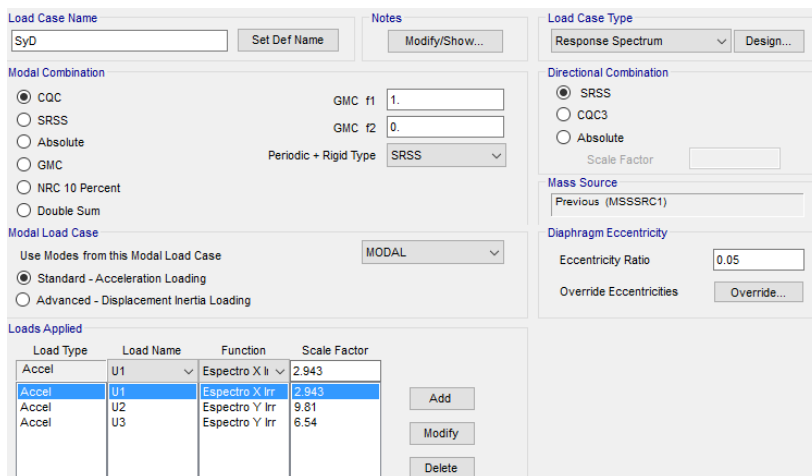 Load Case Name
SyD
Set Def Name
Notes
Modify/Show...
Load Case Type
Response Spectrum
Design...
Modal Combination
CQC
SRSS
Absolute
GMC
NRC 10 Percent
Double Sum
GMC f1
1.
GMC f2
0.
Periodic + Rigid Type
SRSS
Directional Combination
SRSS
CQC3
Absolute
Scale Factor
Mass Source
Previous (MSSSRC1)
Modal Load Case
Use Modes from this Modal Load Case
MODAL
Standard - Acceleration Loading
Advanced - Displacement Inertia Loading
Diaphragm Eccentricity
Eccentricity Ratio
0.05
Override Eccentricities
Override...
Loads Applied
Load Type Load Name Function Scale Factor
Accel U1 Espectro X Ir 2.943
Accel U1 Espectro X Irr 2.943
Accel U2 Espectro Y Irr 9.81
Accel U3 Espectro Y Irr 6.54
Add
Modify
Delete